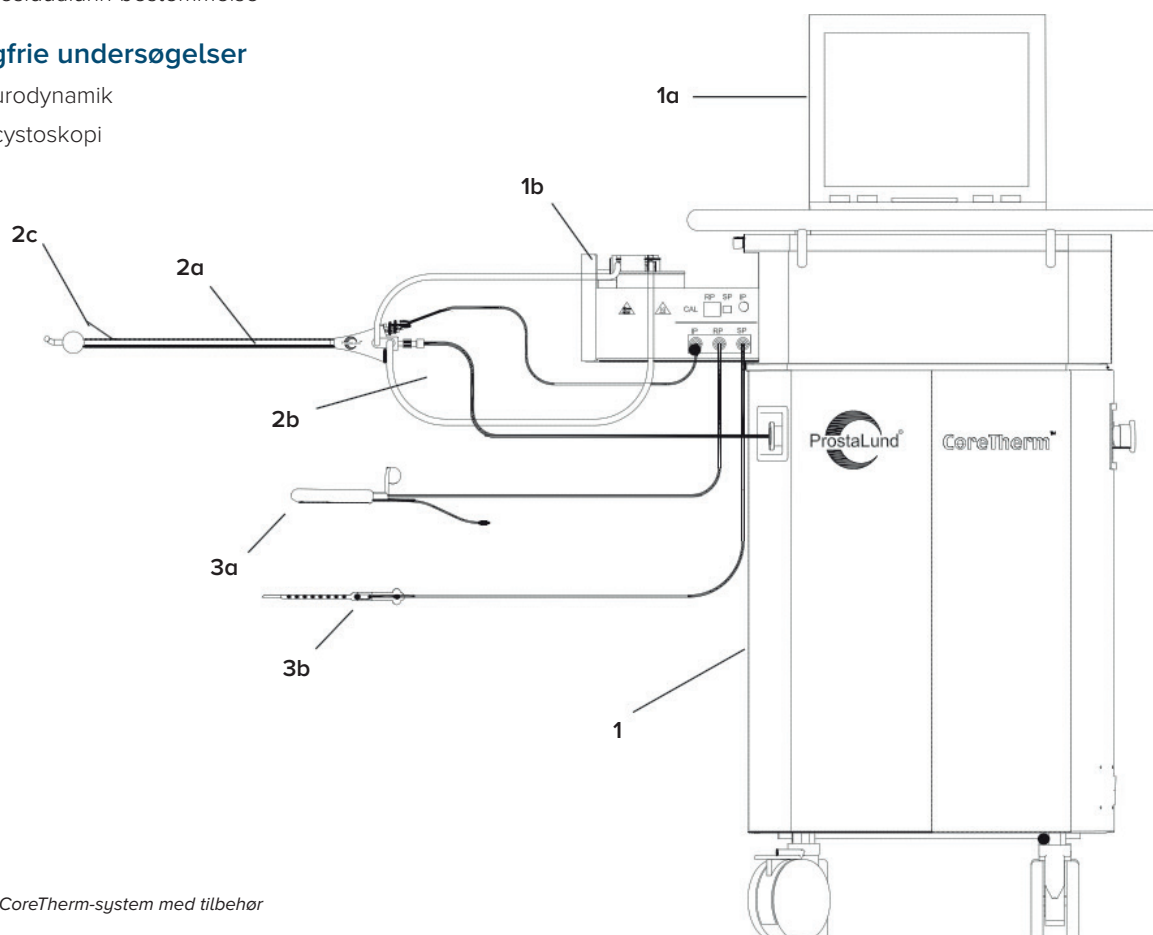 gfrie undersøgelser
urodynamik
cystoskopi
1a
1b
2c
2a
RP SP IP
CAL
IP RP SP
2b
ProstaLund®
CoreTherm™
3a
3b
1
CoreTherm-system med tilbehør